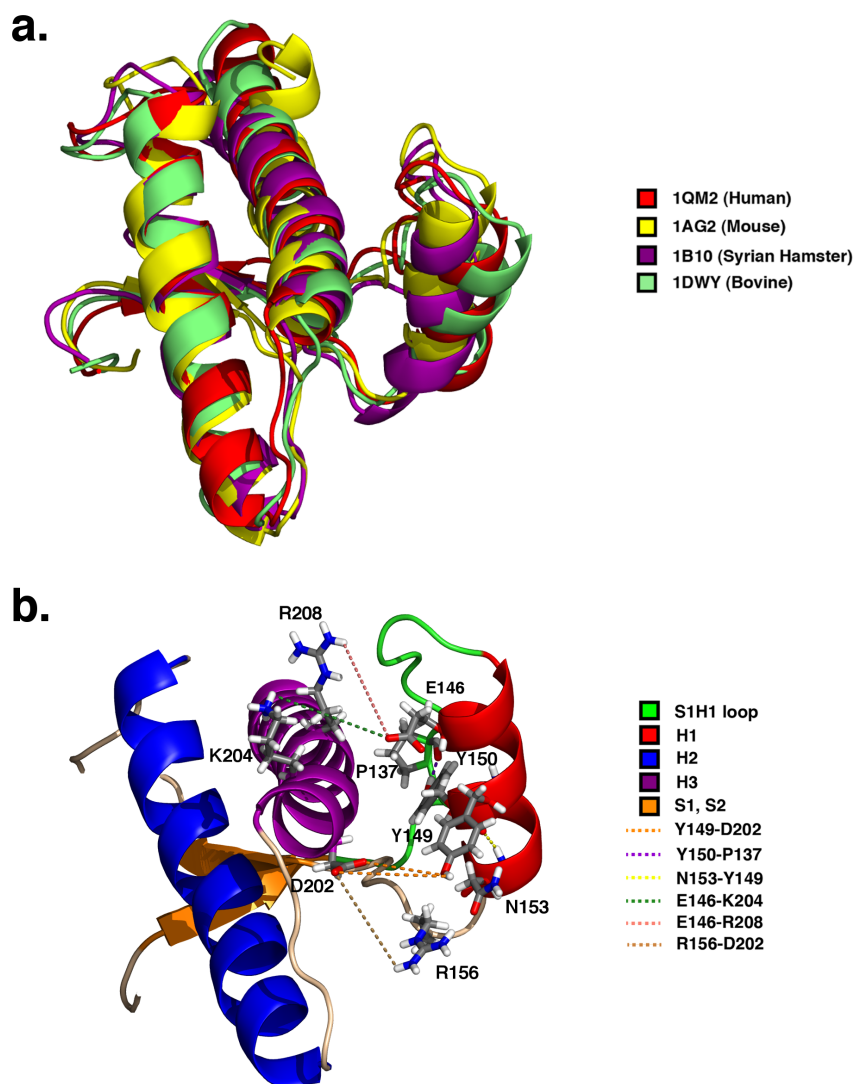 a.
1QM2 (Human)
1AG2 (Mouse)
1B10 (Syrian Hamster)
1DWY (Bovine)
b.
R208
E146
K204
P137
Y150
Y149
D202
N153
R156
S1H1 loop
H1
H2
H3
S1, S2
Y149-D202
Y150-P137
N153-Y149
E146-K204
E146-R208
R156-D202